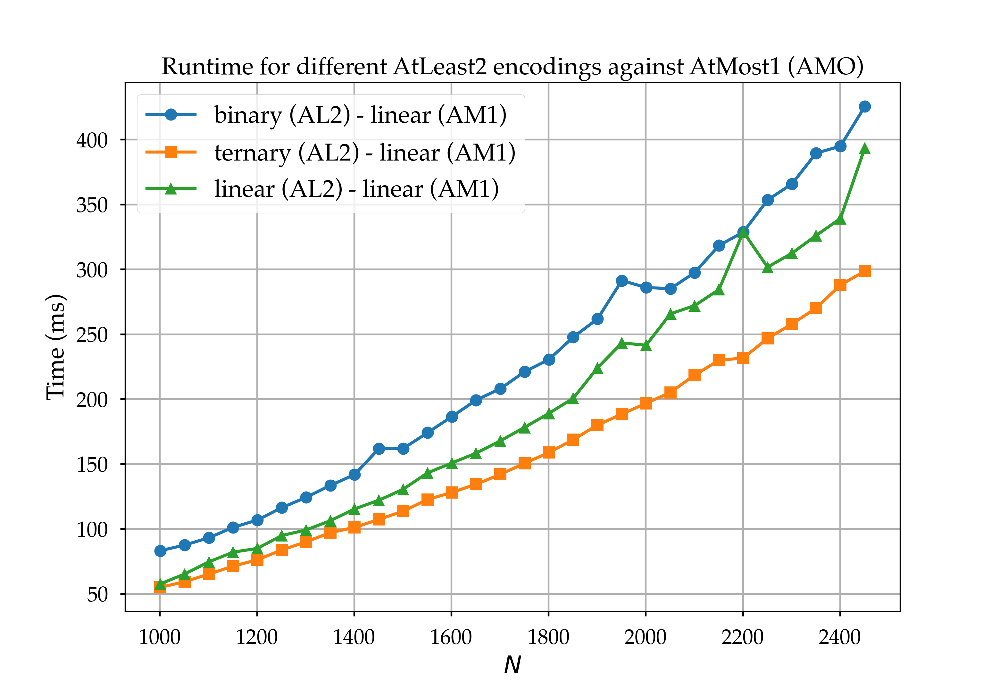 Runtime for different AtLeast2 encodings against AtMost1 (AMO)
binary (AL2) - linear (AM1)
ternary (AL2) - linear (AM1)
linear (AL2) - linear (AM1)
Time (ms)
400
350
300
250
200
150
100
50
1000 1200 1400 1600 1800 2000 2200 2400
N